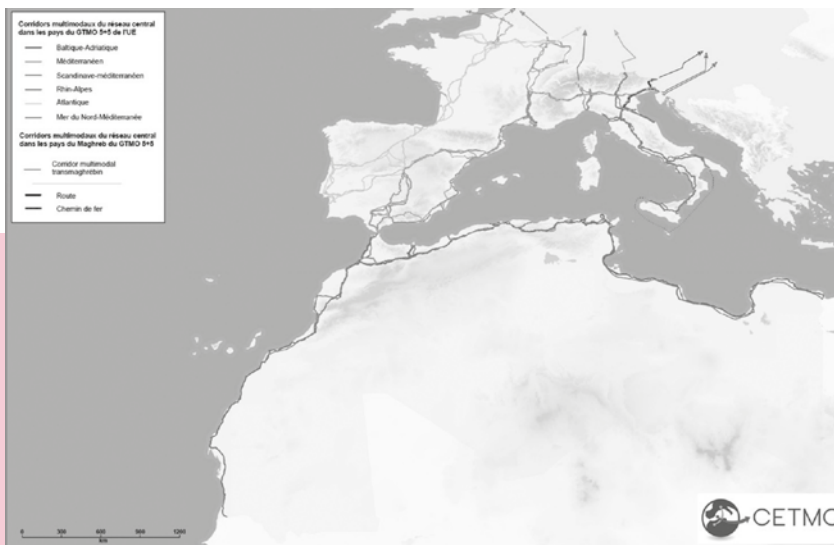 Corridors multimodaux du réseau central
dans les pays du GTMO 5+5 de l'UE
Baltique-Adriatique
Méditerranéen
Scandinave-méditerranéen
Rhin-Alpes
Atlantique
Mer du Nord-Méditerranée
Corridors multimodaux du réseau central
dans les pays du Maghreb du GTMO 5+5
Corridor multimodal
transmaghrébin
Route
Chemin de fer
0 300 600 900 1200
km
CETMO